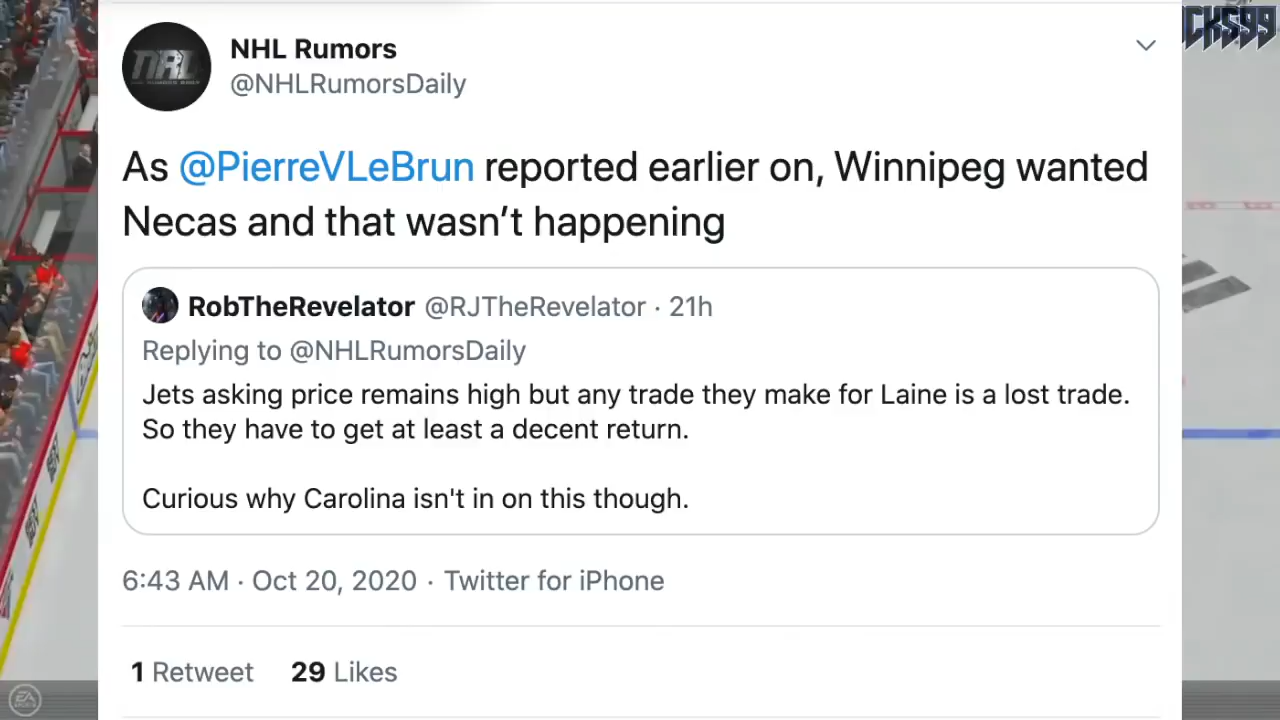 NHL Rumors
@NHLRumorsDaily
As @PierreVLeBrun reported earlier on, Winnipeg wanted
Necas and that wasn’t happening
RobTheRevelator @RJTheRevelator · 21h
Replying to @NHLRumorsDaily
Jets asking price remains high but any trade they make for Laine is a lost trade.
So they have to get at least a decent return.
Curious why Carolina isn't in on this though.
6:43 AM · Oct 20, 2020 · Twitter for iPhone
1 Retweet 29 Likes